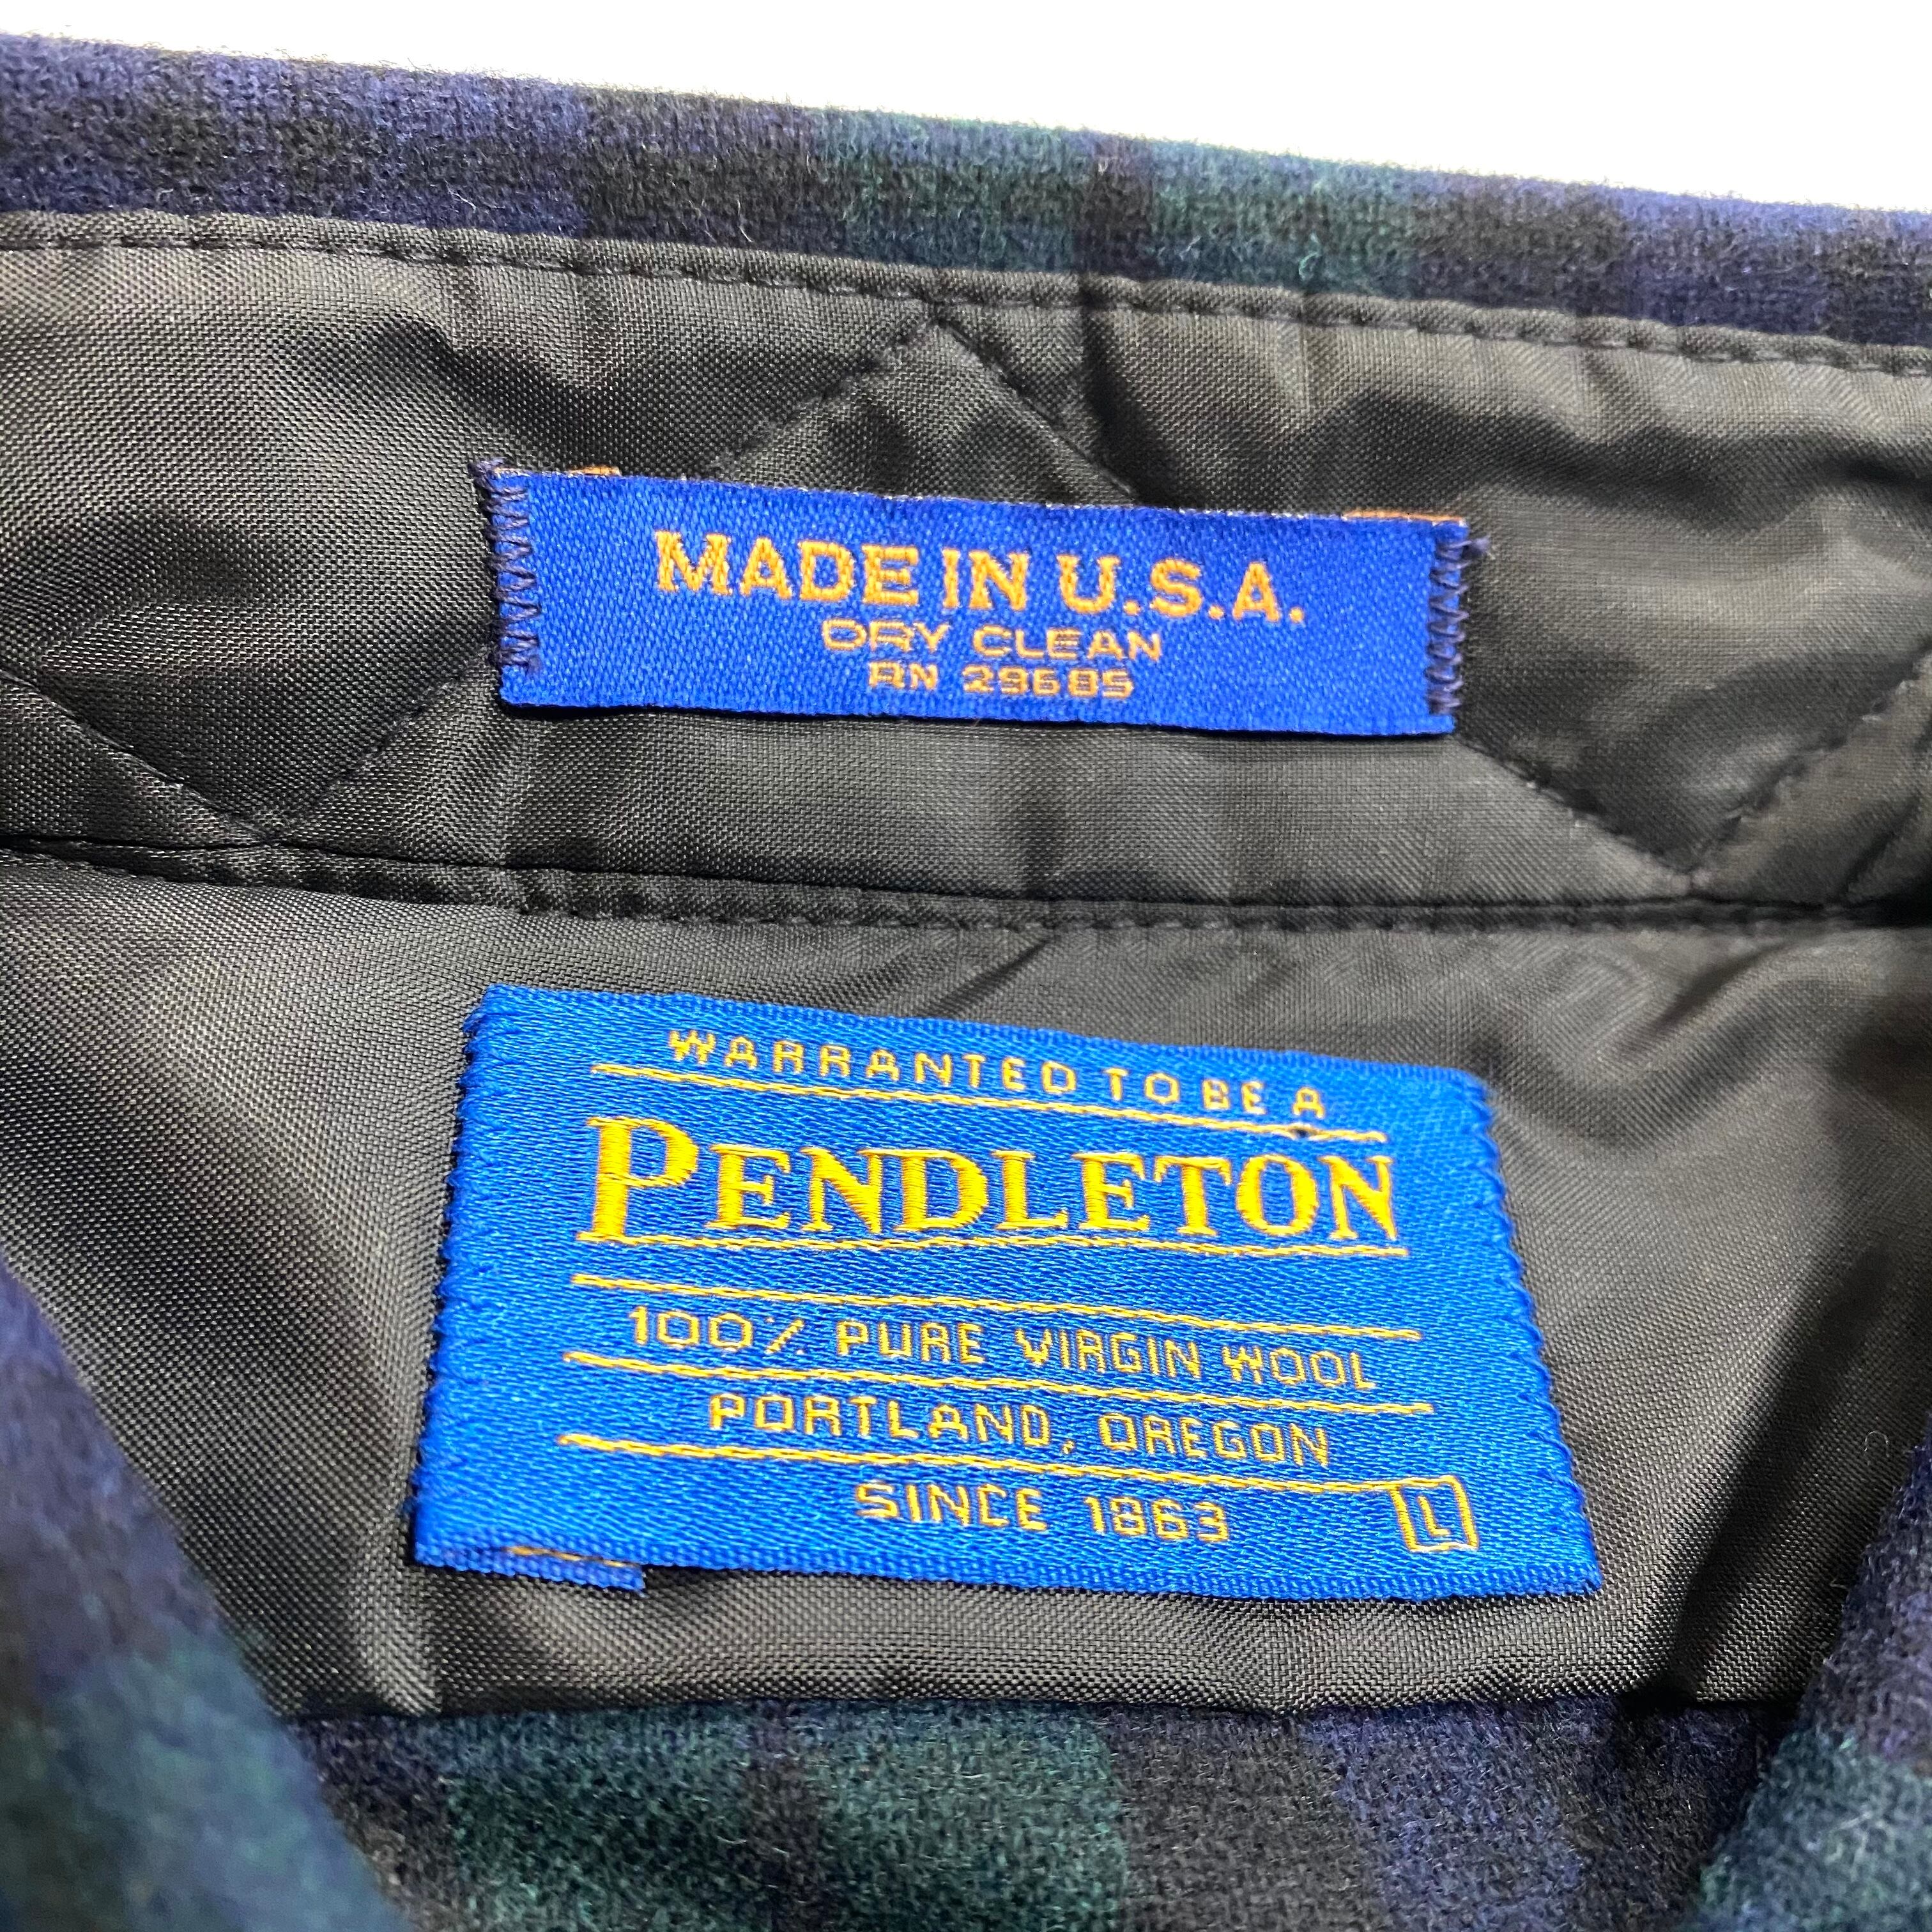 MADE IN U.S.A.
DRY CLEAN
RN 29685
WARRANTED TO BE A
PENDLETON
100% PURE VIRGIN WOOL
PORTLAND, OREGON
SINCE 1863
L